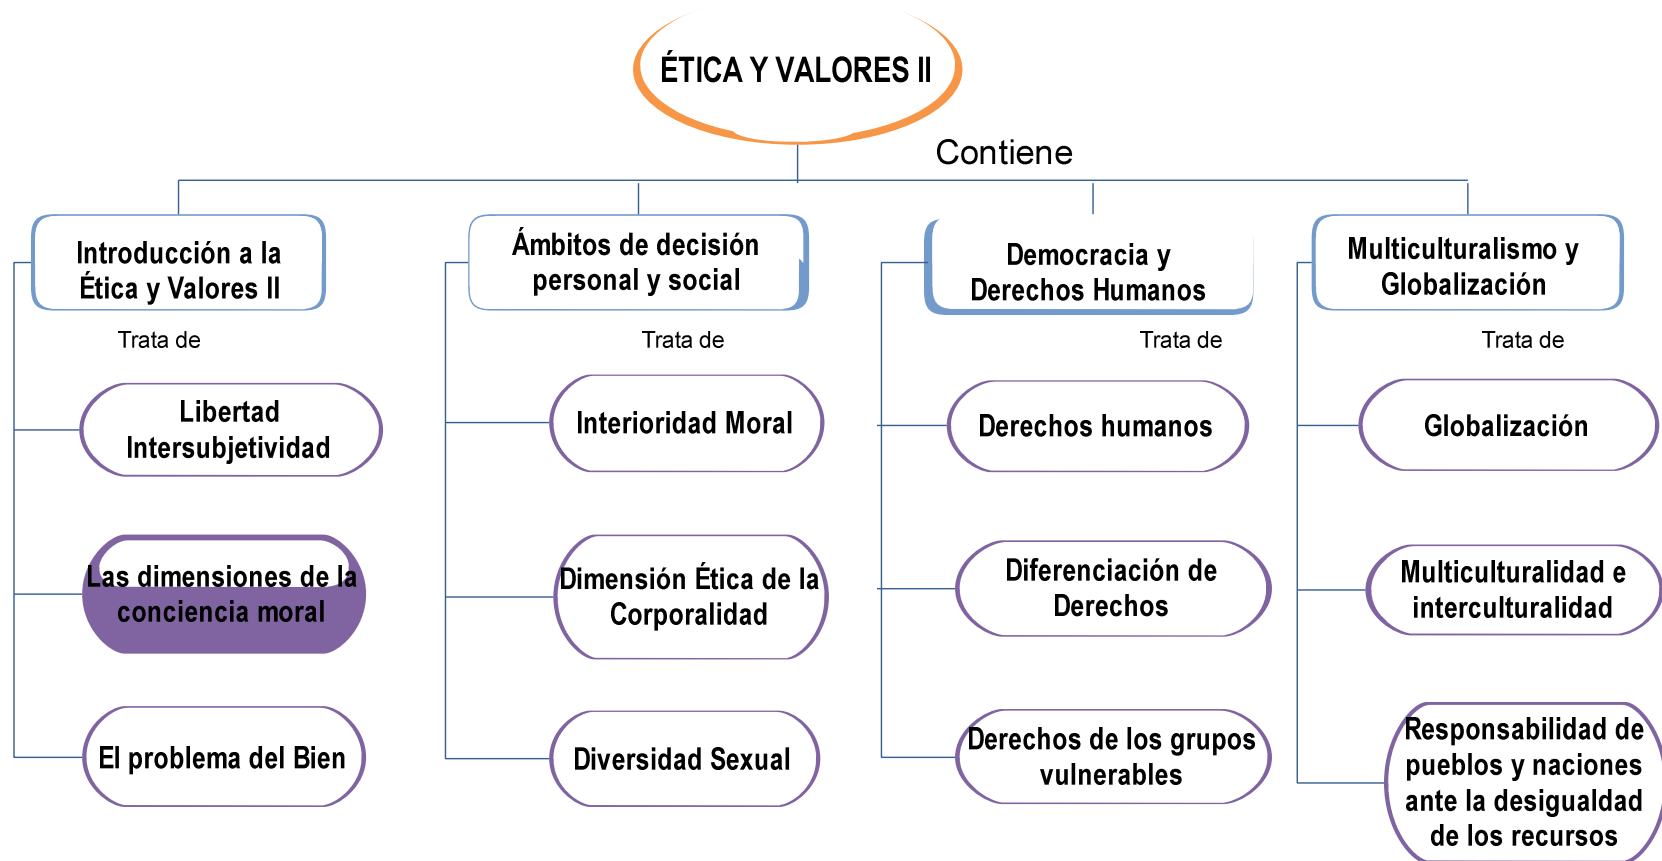 ÉTICA Y VALORES II
Contiene
Introducción a la
Ética y Valores II
Trata de
Libertad
Intersubjetividad
Las dimensiones de la
conciencia moral
El problema del Bien
Ámbitos de decisión
personal y social
Trata de
Interioridad Moral
Dimensión Ética de la
Corporalidad
Diversidad Sexual
Democracia y
Derechos Humanos
Trata de
Derechos humanos
Diferenciación de
Derechos
Derechos de los grupos
vulnerables
Multiculturalismo y
Globalización
Trata de
Globalización
Multiculturalidad e
interculturalidad
Responsabilidad de
pueblos y naciones
ante la desigualdad
de los recursos